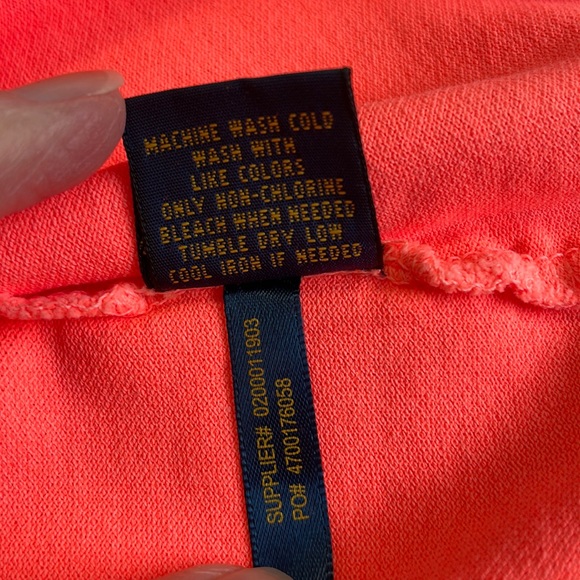 MACHINE WASH COLD
WASH WITH
LIKE COLORS
ONLY NON-CHLORINE
BLEACH WHEN NEEDED
TUMBLE DRY LOW
COOL IRON IF NEEDED
SUPPLIER# 0200011903
PO# 4700176058